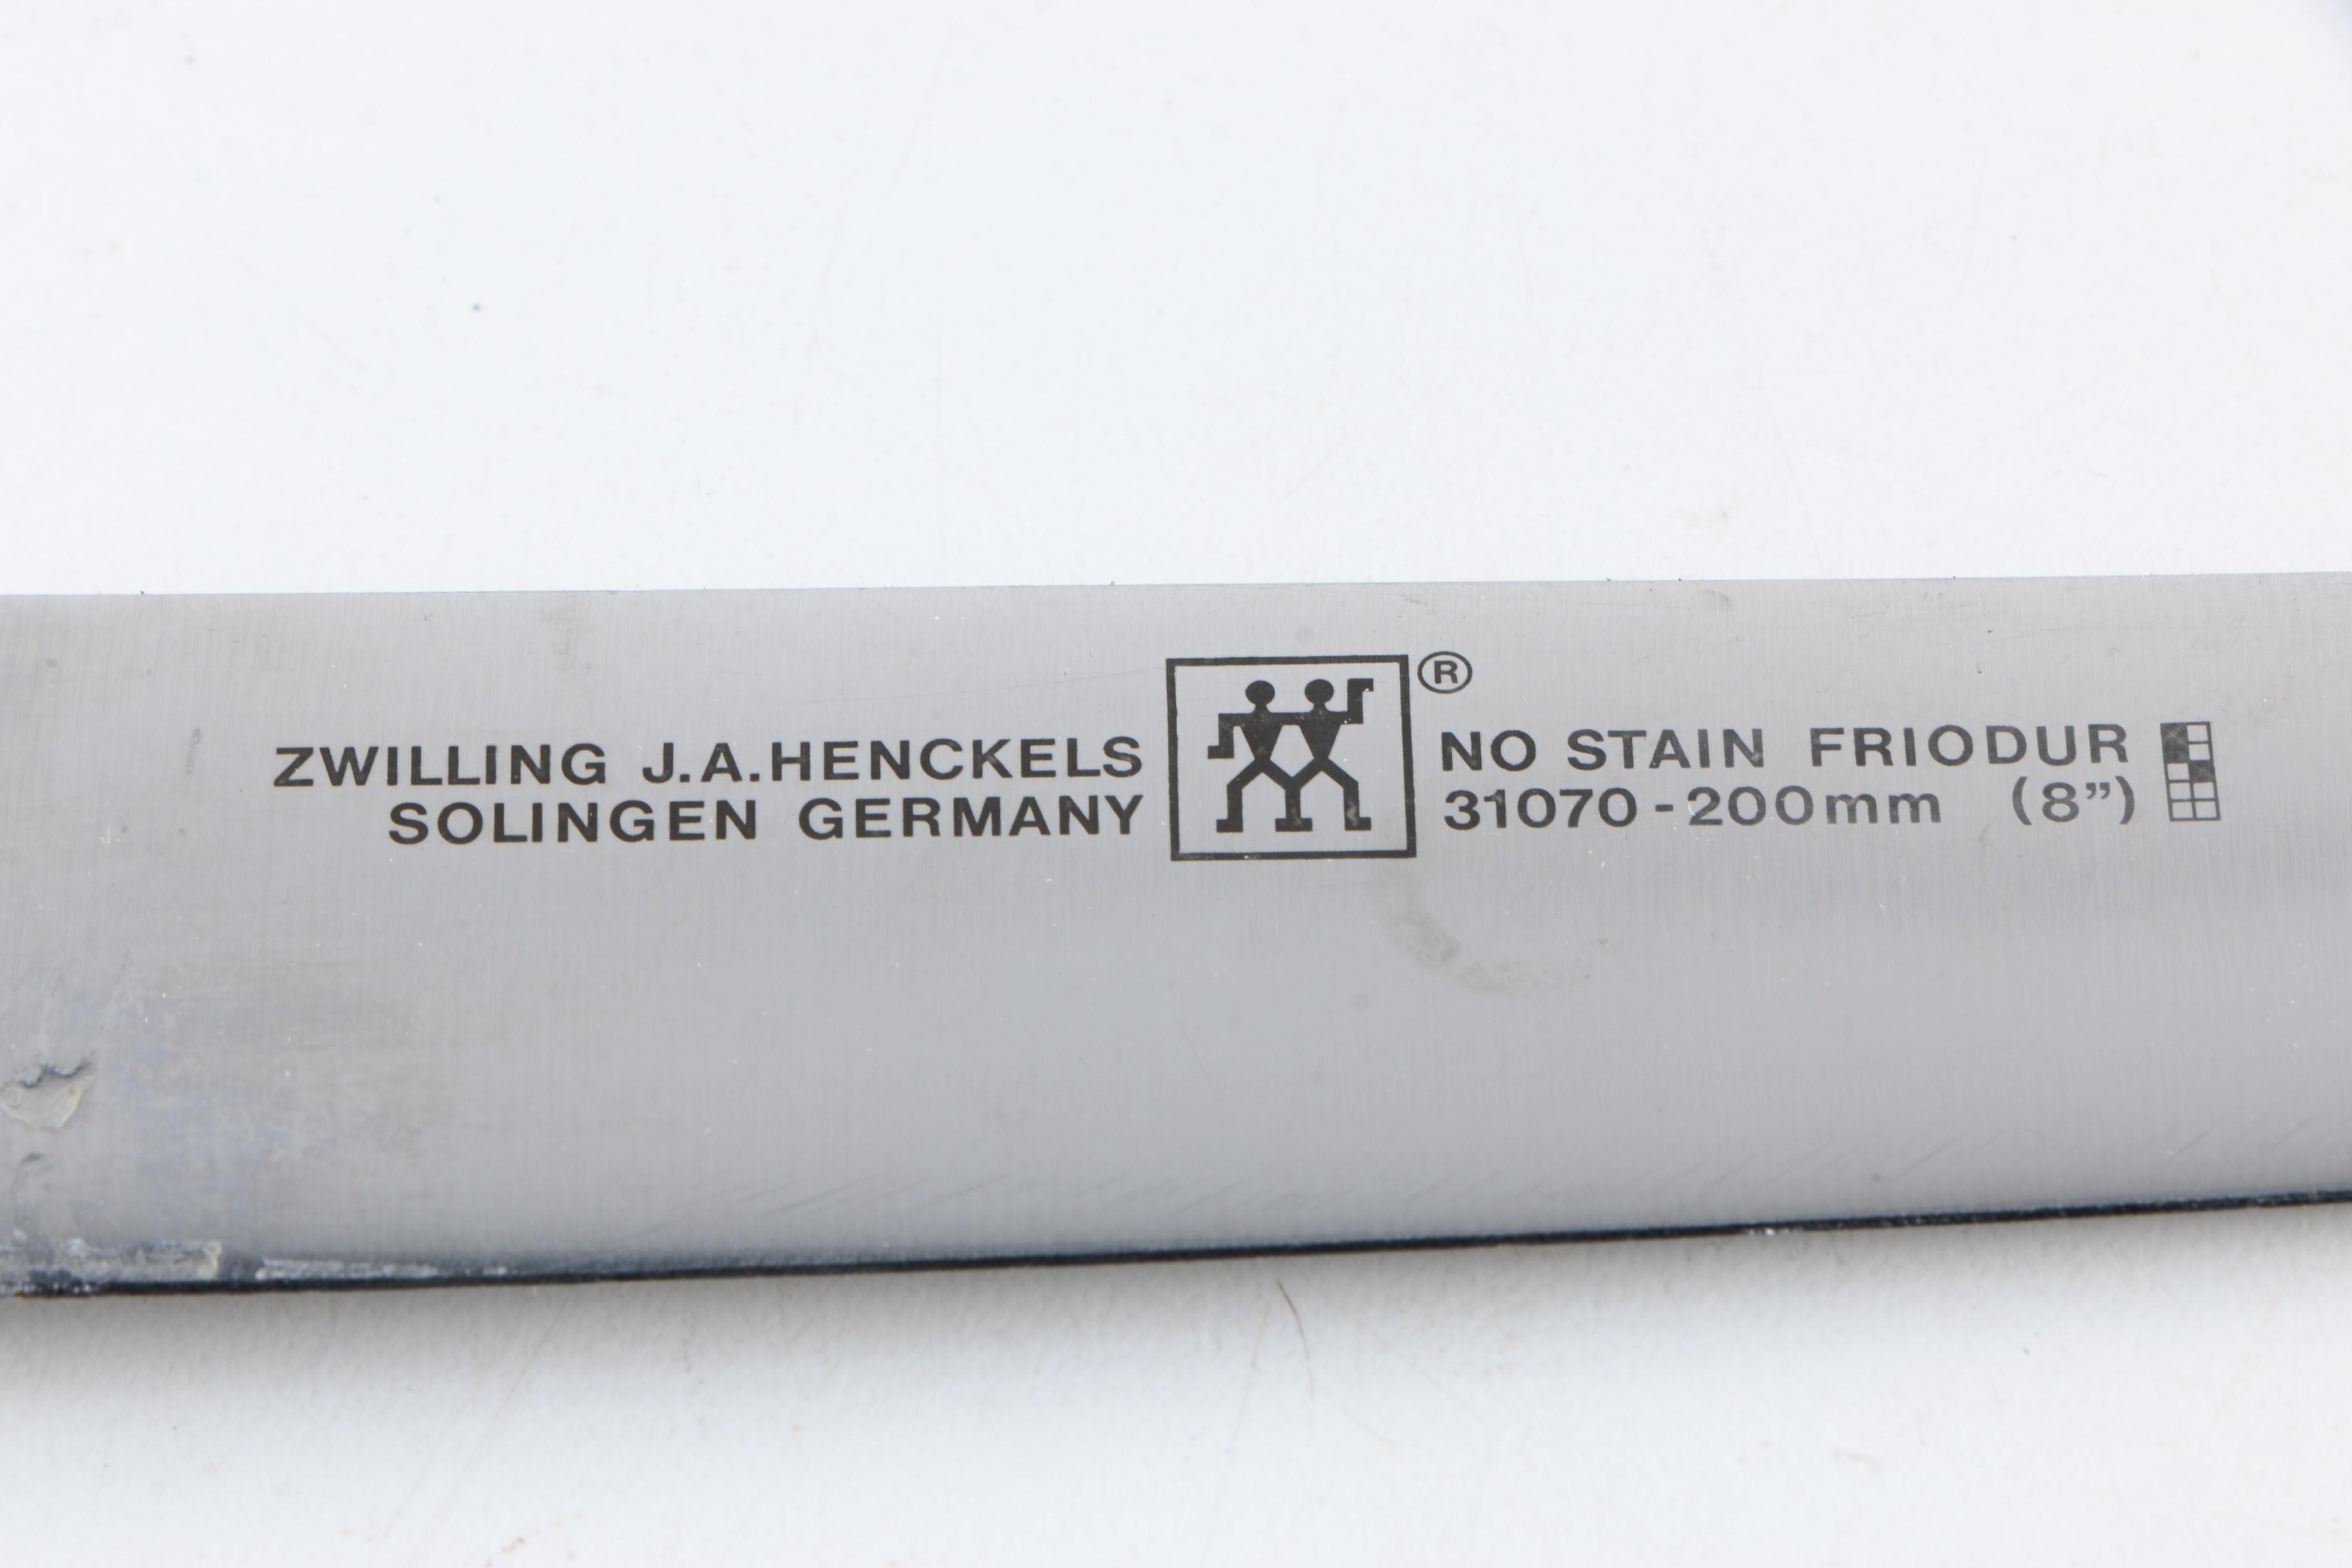 ZWILLING J.A.HENCKELS
SOLINGEN GERMANY
®
NO STAIN FRIODUR
31070-200mm (8”)